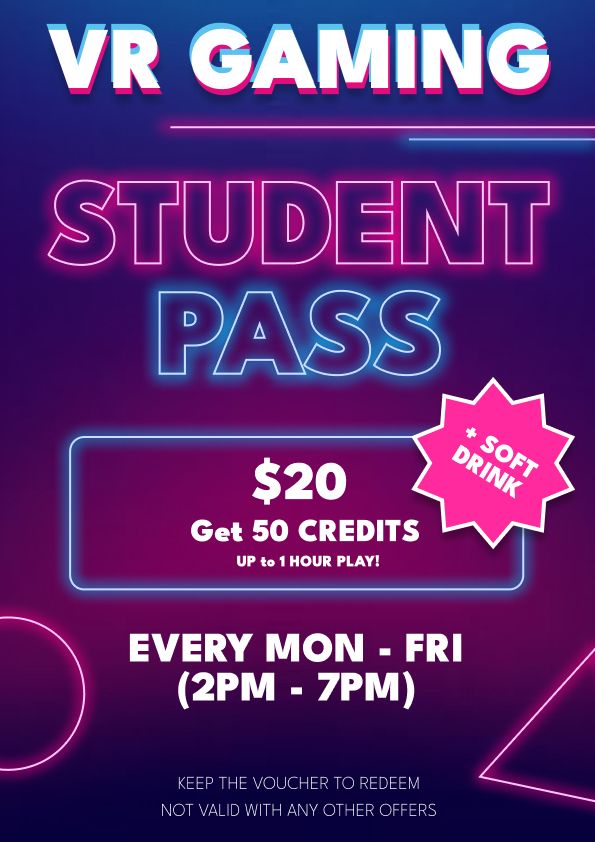 VR GAMING
STUDENT
PASS
+ SOFT
DRINK
$20
Get 50 CREDITS
UP to 1 HOUR PLAY!
EVERY MON - FRI
(2PM - 7PM)
KEEP THE VOUCHER TO REDEEM
NOT VALID WITH ANY OTHER OFFERS